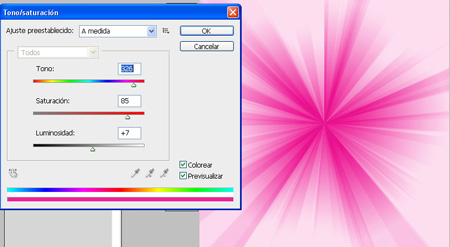 Tono/saturación
Ajuste preestablecido: A medida
OK
Cancelar
Todos
Tono: 326
Saturación: 85
Luminosidad: +7
Colorear
Previsualizar